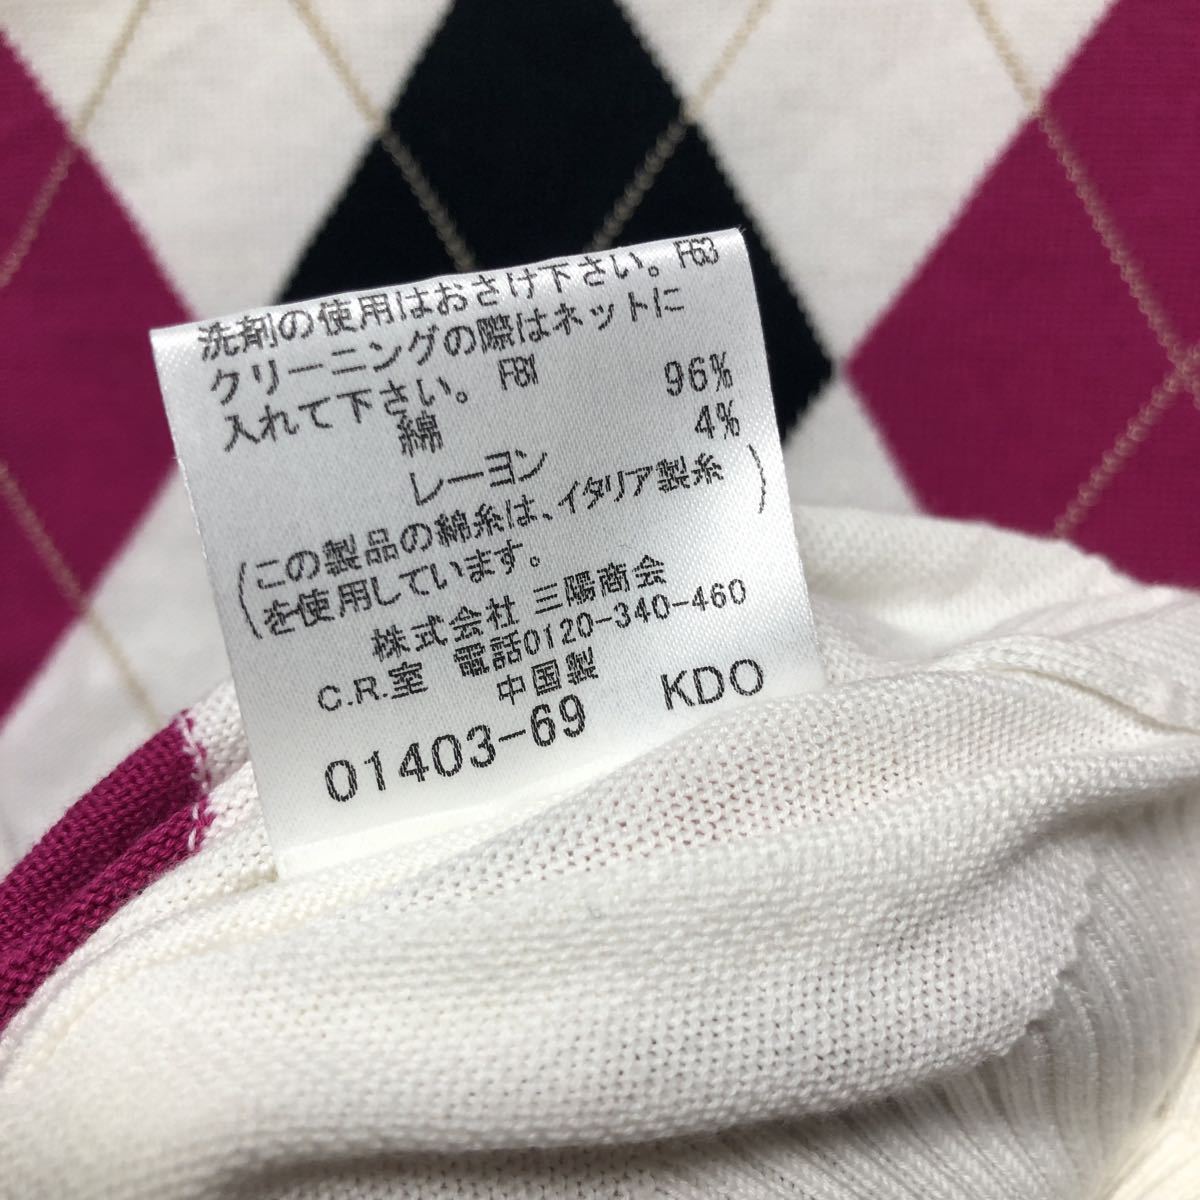 洗剤の使用はおさけ下さい。F63
クリーニングの際はネットに
入れて下さい。F81
綿 96%
レーヨン 4%
(この製品の綿糸は、イタリア製糸
を使用しています。)
株式会社 三陽商会
C.R.室 電話0120-340-460
中国製
01403-69 KDO